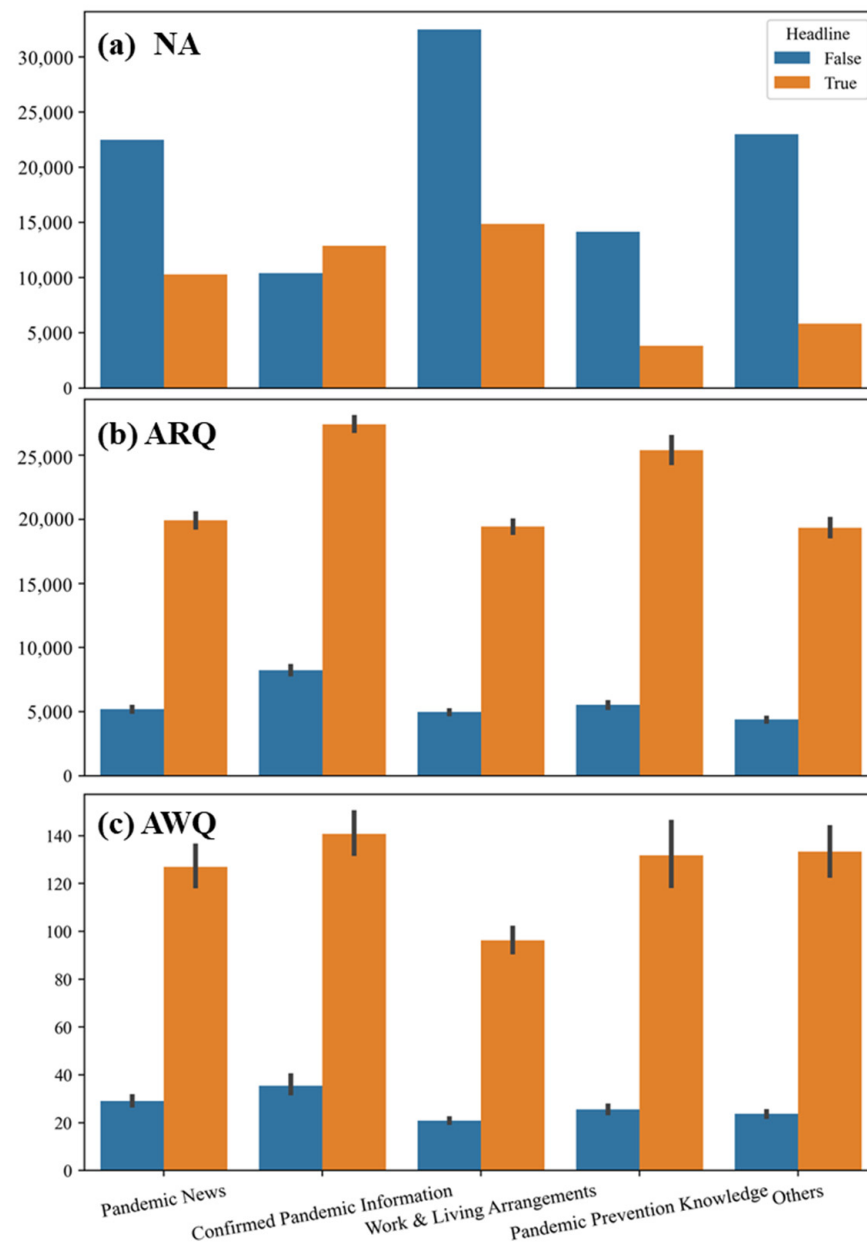 (a) NA
Headline
False
True
30,000
25,000
20,000
15,000
10,000
5,000
0
(b) ARQ
25,000
20,000
15,000
10,000
5,000
0
(c) AWQ
140
120
100
80
60
40
20
0
Pandemic News
Confirmed Pandemic Information
Work & Living Arrangements
Pandemic Prevention Knowledge
Others